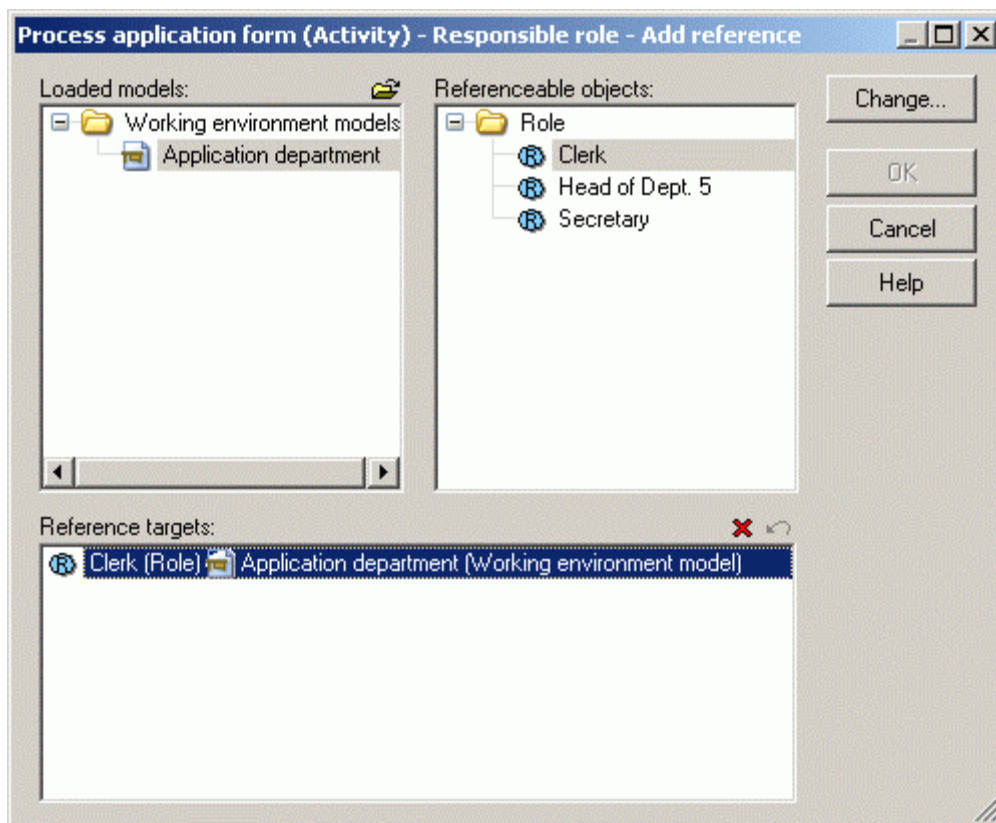 Process application form (Activity) - Responsible role - Add reference
Loaded models:
Working environment models
Application department
Referenceable objects:
Role
Clerk
Head of Dept. 5
Secretary
Change...
OK
Cancel
Help
Reference targets:
Clerk (Role) Application department (Working environment model)